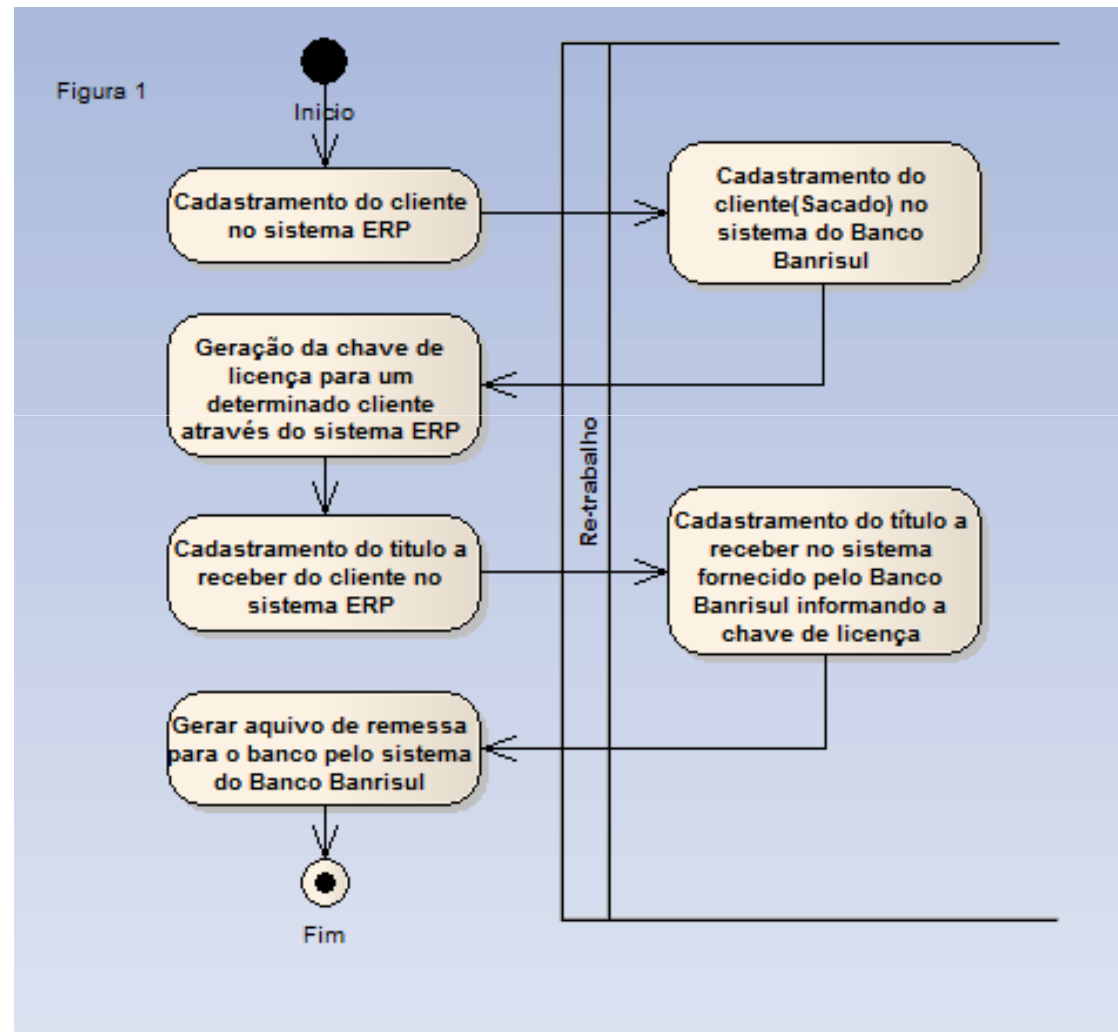 Figura 1
Inicio
Cadastramento do cliente
no sistema ERP
Cadastramento do
cliente(Sacado) no
sistema do Banco
Banrisul
Geração da chave de
licença para um
determinado cliente
através do sistema ERP
Re-trabalho
Cadastramento do titulo a
receber do cliente no
sistema ERP
Cadastramento do título a
receber no sistema
fornecido pelo Banco
Banrisul informando a
chave de licença
Gerar aquivo de remessa
para o banco pelo sistema
do Banco Banrisul
Fim